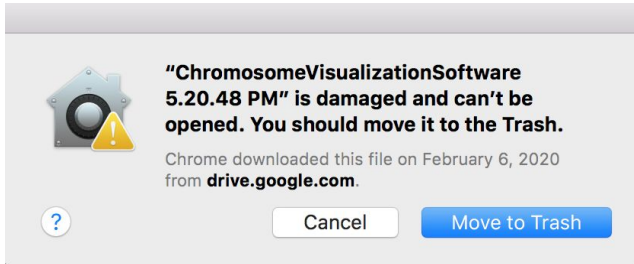 “ChromosomeVisualizationSoftware
5.20.48 PM” is damaged and can’t be
opened. You should move it to the Trash.
Chrome downloaded this file on February 6, 2020
from drive.google.com.
? Cancel Move to Trash